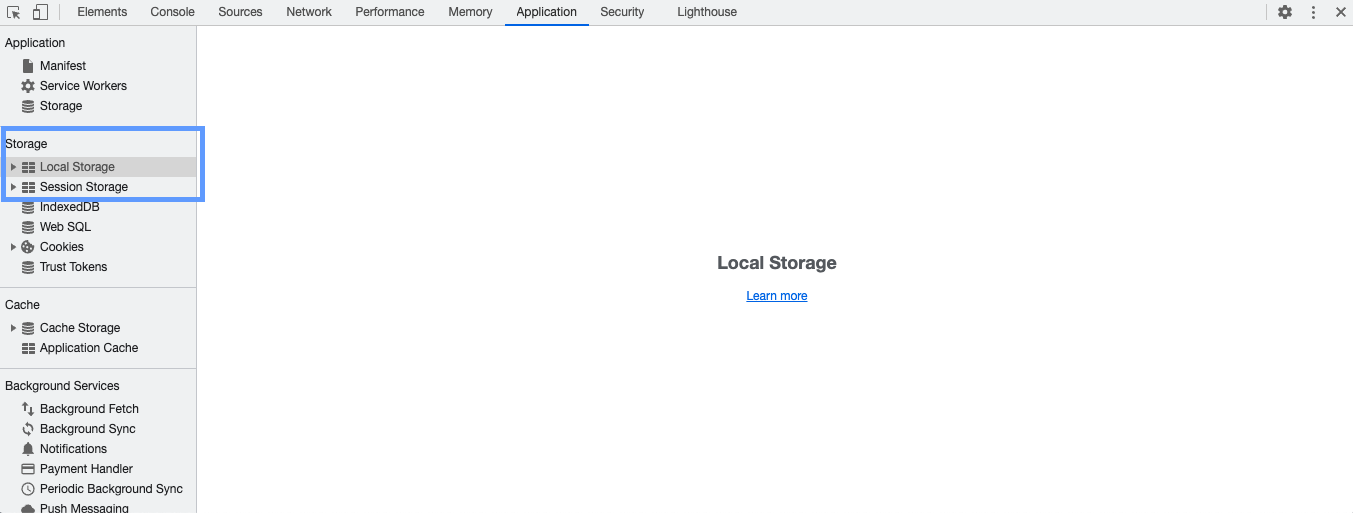 Elements Console Sources Network Performance Memory Application Security Lighthouse
Application
Manifest
Service Workers
Storage
Storage
Local Storage
Session Storage
IndexedDB
Web SQL
Cookies
Trust Tokens
Cache
Cache Storage
Application Cache
Background Services
Background Fetch
Background Sync
Notifications
Payment Handler
Periodic Background Sync
Push Messaging
Local Storage
Learn more